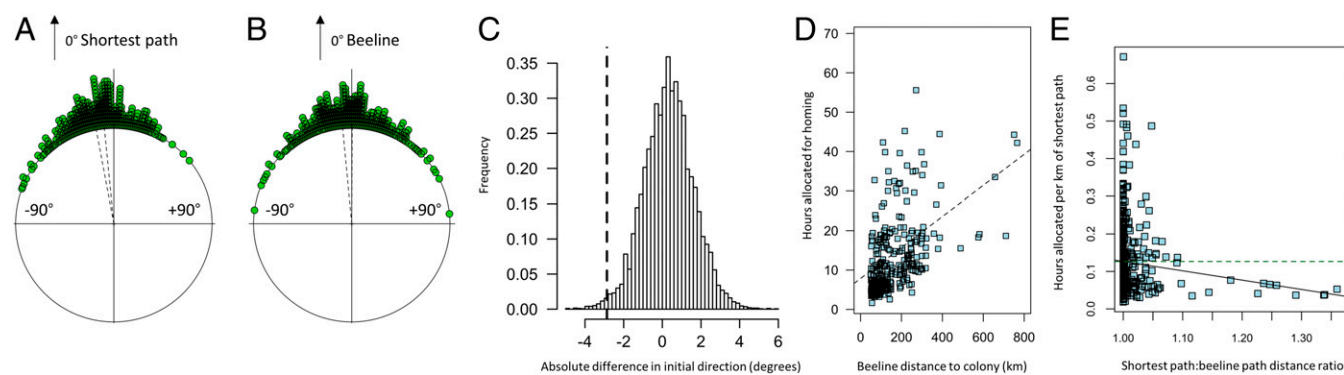 A
0° Shortest path
-90°
+90°
B
0° Beeline
-90°
+90°
C
Frequency
0.35
0.30
0.25
0.20
0.15
0.10
0.05
0.00
-4 -2 0 2 4 6
Absolute difference in initial direction (degrees)
D
Hours allocated for homing
70
60
50
40
30
20
10
0
0 200 400 600 800
Beeline distance to colony (km)
E
Hours allocated per km of shortest path
0.6
0.5
0.4
0.3
0.2
0.1
0.0
1.00 1.10 1.20 1.30
Shortest path:beeline path distance ratio